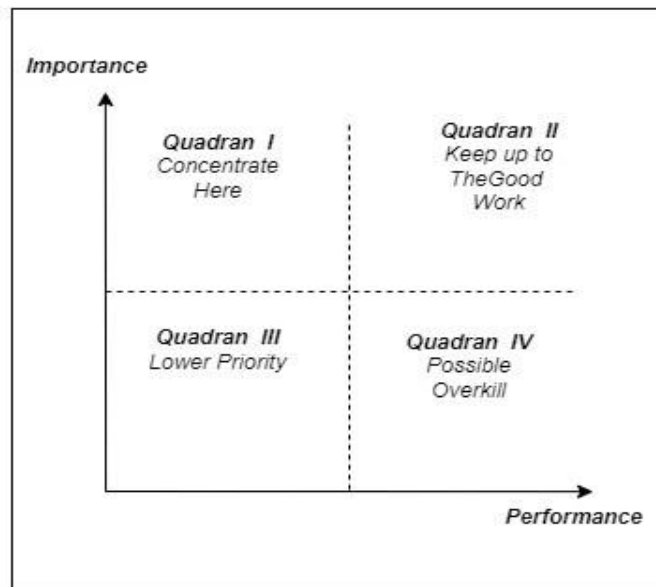 Importance
Quadran I
Concentrate
Here
Quadran II
Keep up to
TheGood
Work
Quadran III
Lower Priority
Quadran IV
Possible
Overkill
Performance